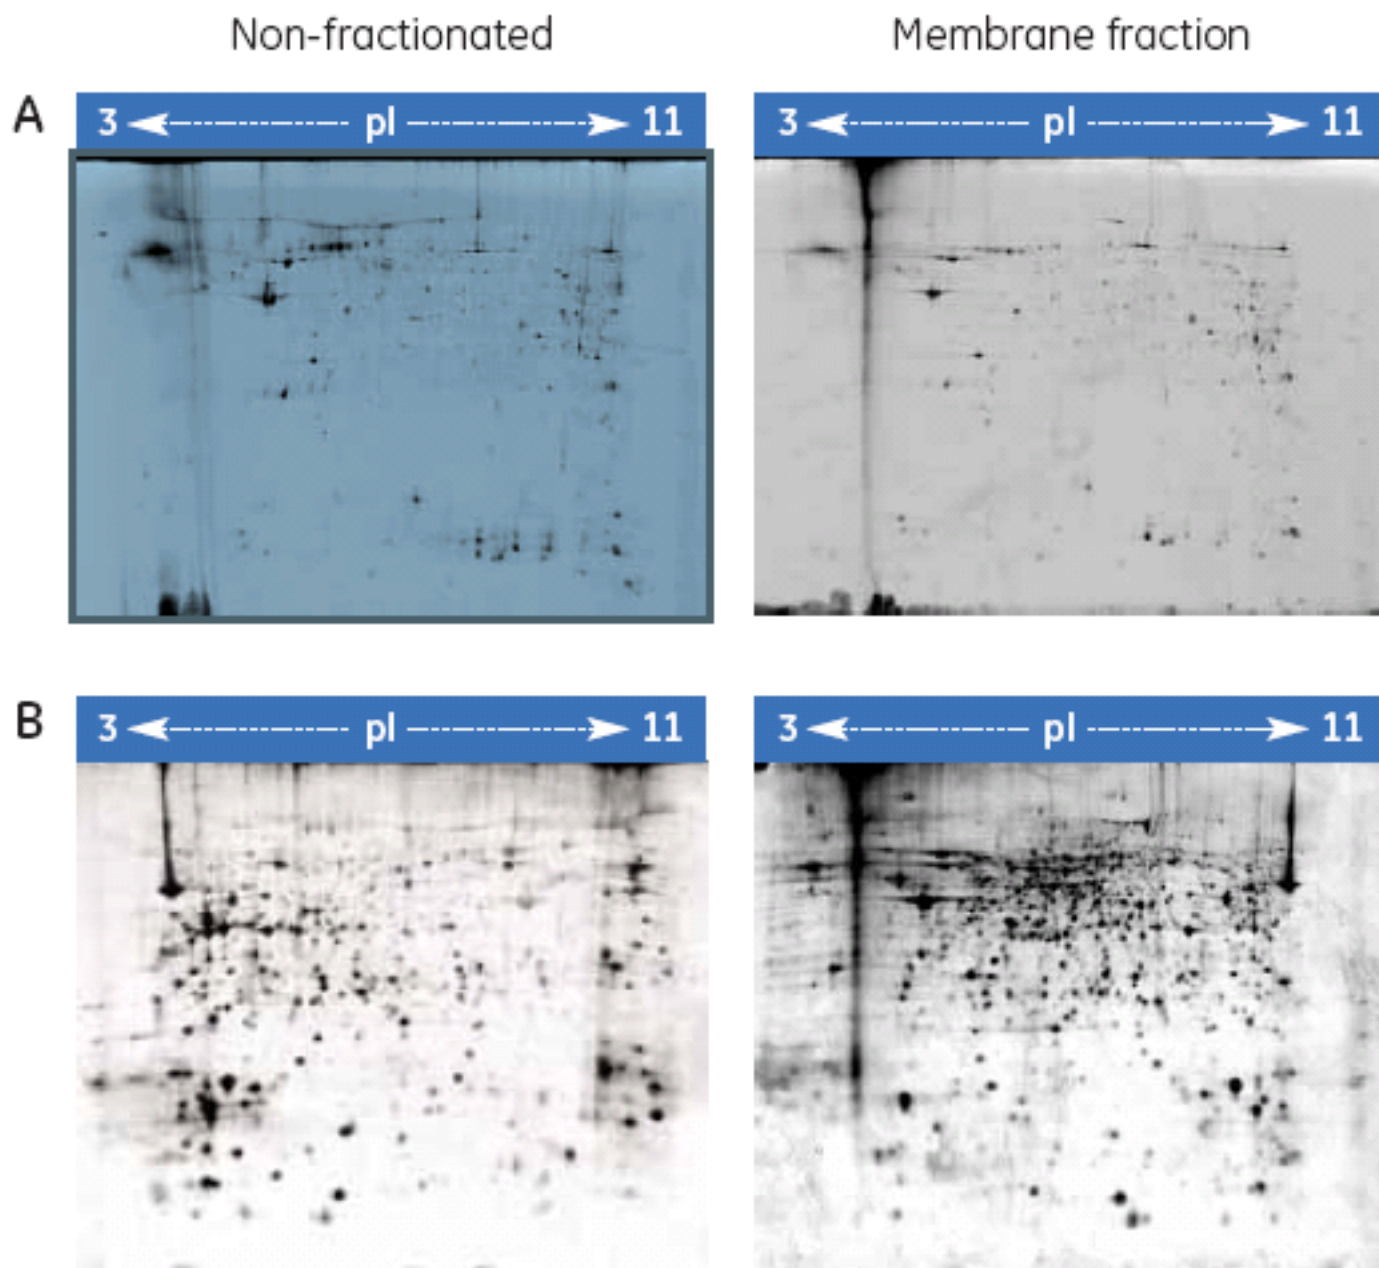 Non-fractionated Membrane fraction
A 3 pI 11 3 pI 11
B 3 pI 11 3 pI 11